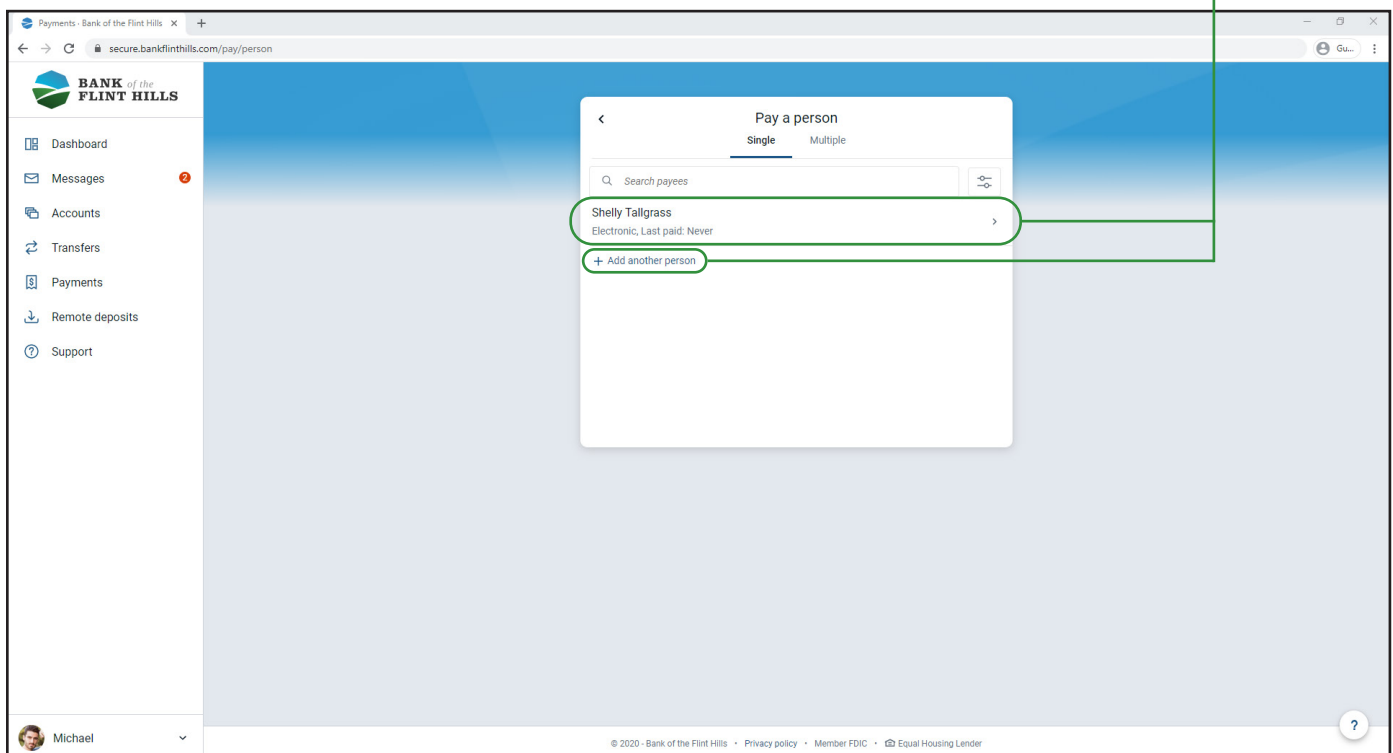 Payments - Bank of the Flint Hills
secure.bankflinthills.com/pay/person
Gu...
BANK of the
FLINT HILLS
Dashboard
Messages 2
Accounts
Transfers
Payments
Remote deposits
Support
Michael
Pay a person
Single Multiple
Search payees
Shelly Tallgrass
Electronic, Last paid: Never
+ Add another person
?
© 2020 - Bank of the Flint Hills • Privacy policy • Member FDIC • Equal Housing Lender